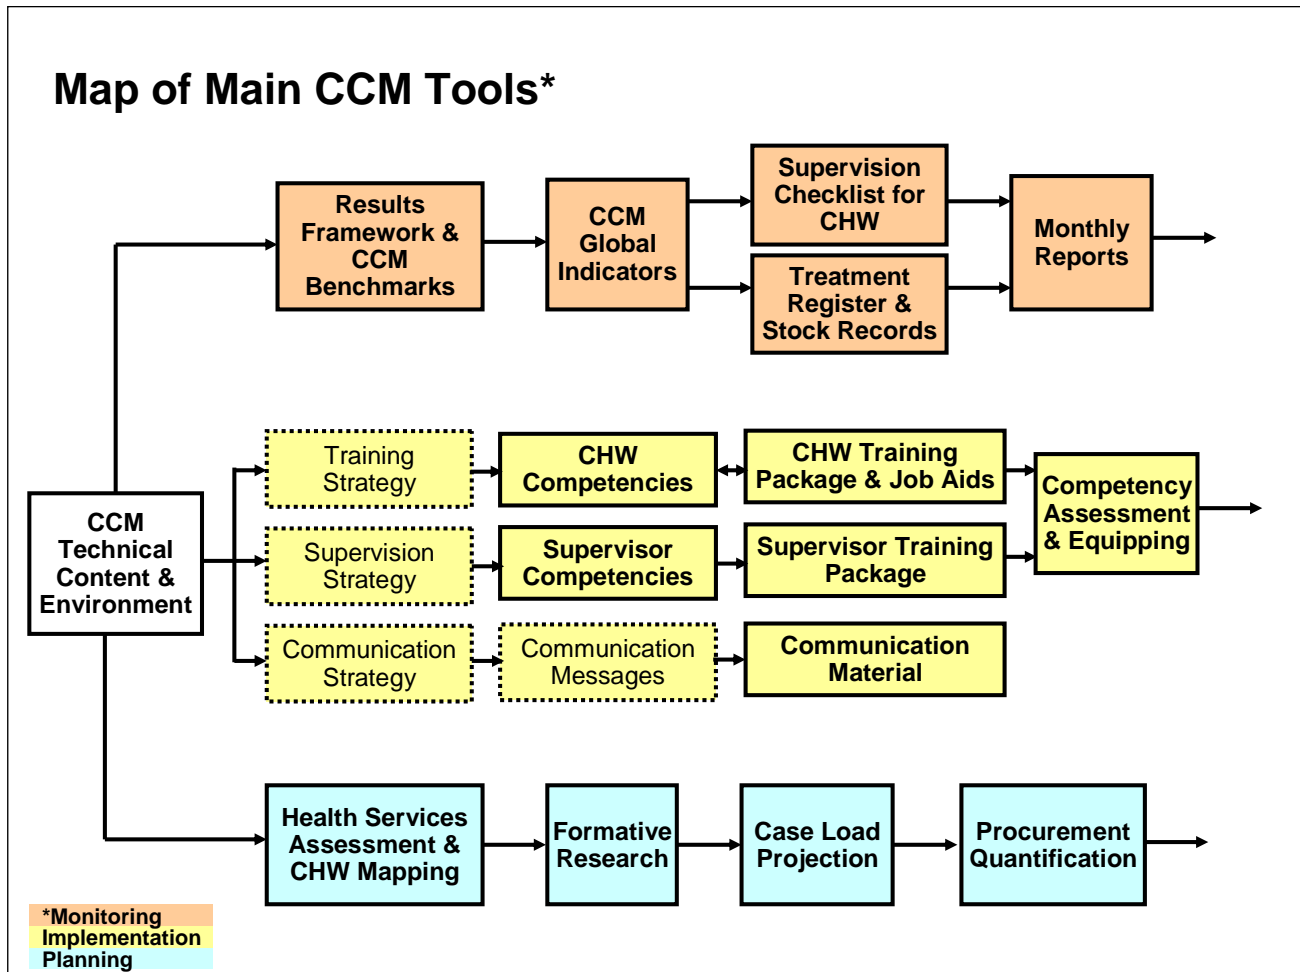 Map of Main CCM Tools*
Results
Framework &
CCM
Benchmarks
CCM
Global
Indicators
Supervision
Checklist for
CHW
Treatment
Register &
Stock Records
Monthly
Reports
CCM
Technical
Content &
Environment
Training
Strategy
CHW
Competencies
CHW Training
Package & Job Aids
Competency
Assessment
& Equipping
Supervision
Strategy
Supervisor
Competencies
Supervisor Training
Package
Communication
Strategy
Communication
Messages
Communication
Material
Health Services
Assessment &
CHW Mapping
Formative
Research
Case Load
Projection
Procurement
Quantification
*Monitoring
Implementation
Planning